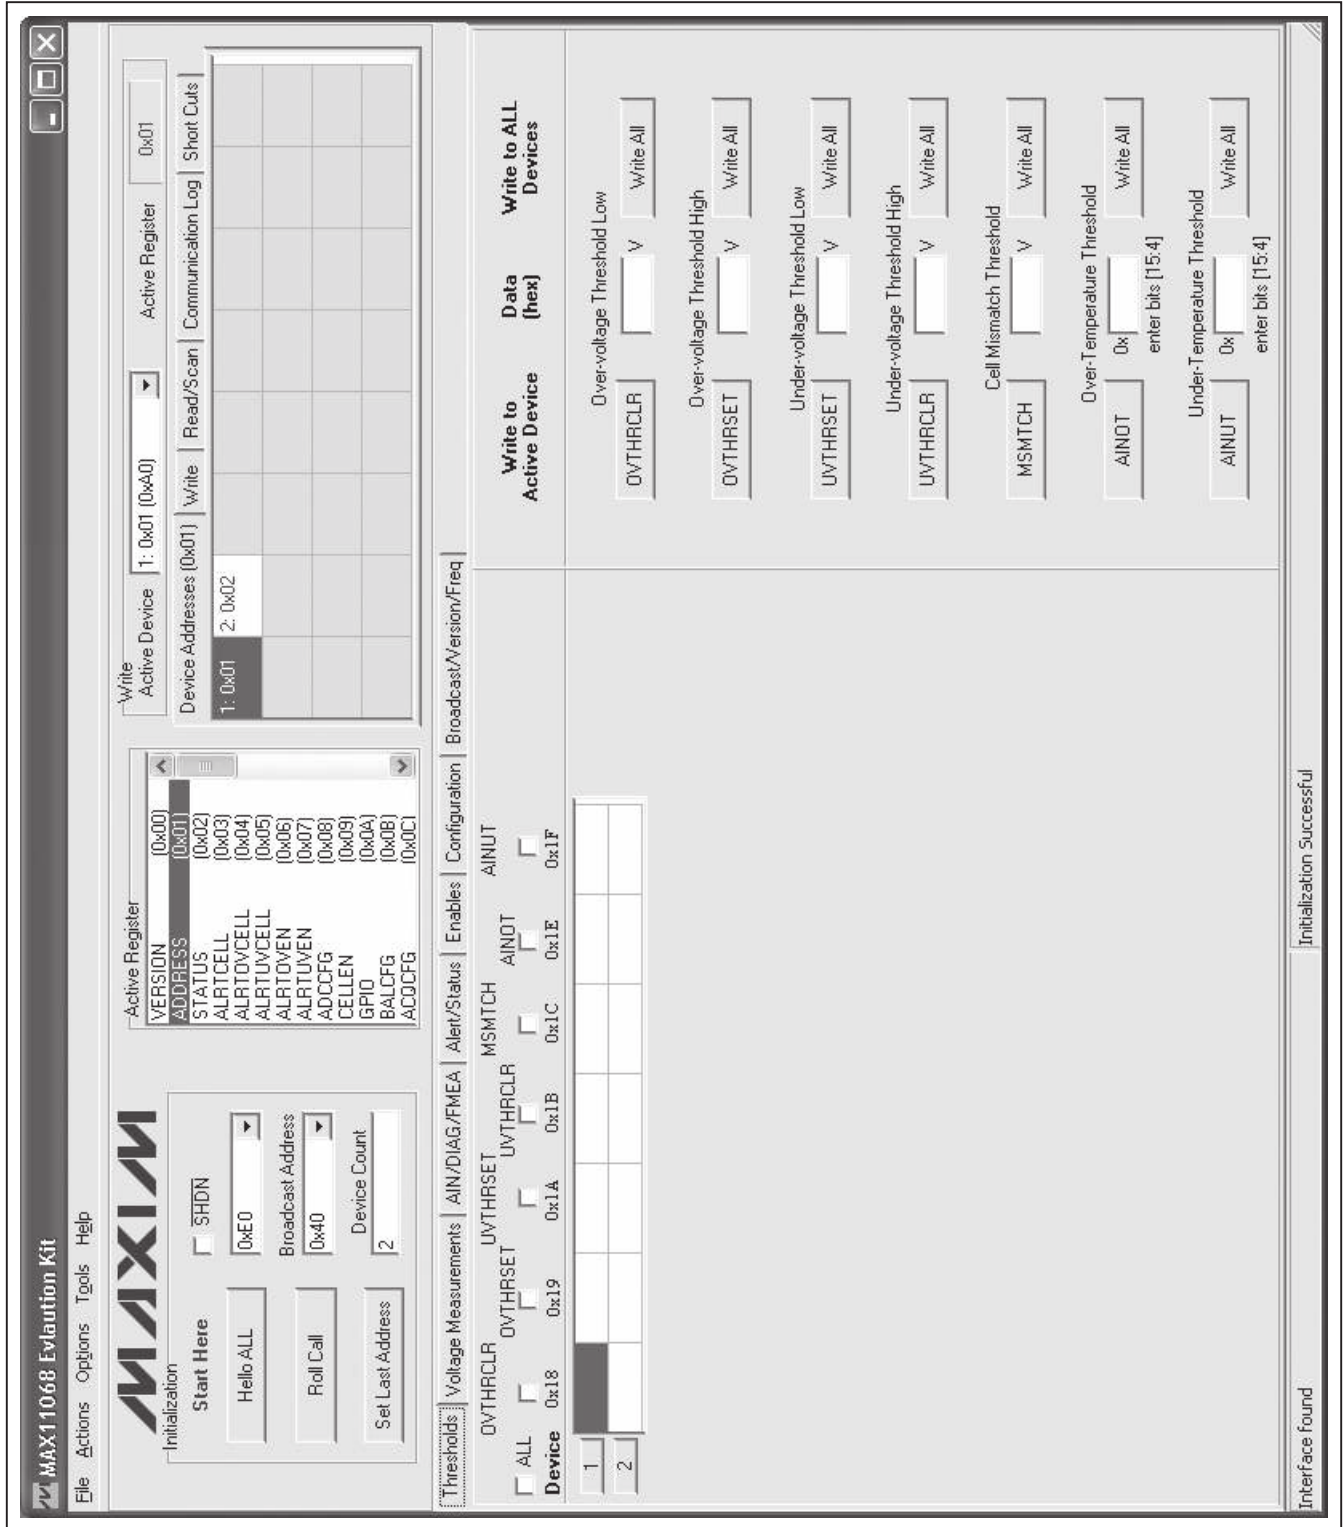 MAX11068 Evlaution Kit
File Actions Options Tools Help
MAXIM
Initialization
Start Here
SHDN
Hello ALL
0xE0
Broadcast Address
Roll Call
0x40
Device Count
Set Last Address
2
Active Register
VERSION (0x00)
ADDRESS (0x01)
STATUS (0x02)
ALRTCELL (0x03)
ALRTOVCELL (0x04)
ALRTUVCELL (0x05)
ALRTOVEN (0x06)
ALRTUVEN (0x07)
ADCCFG (0x08)
CELLEN (0x09)
GPIO (0x0A)
BALCFG (0x0B)
ACQCFG (0x0C)
Write
Active Device 1: 0x01 (0xA0) Active Register 0x01
Device Addresses (0x01) Write Read/Scan Communication Log Short Cuts
1: 0x01 2: 0x02
Thresholds Voltage Measurements AIN/DIAG/FMEA Alert/Status Enables Configuration Broadcast/Version/Freq
OVTHRCLR OVTHRSET UVTHRSET UVTHRCLR MSMTCH AINOT AINUT
ALL
Device 0x18 0x19 0x1A 0x1B 0x1C 0x1E 0x1F
1
2
Write to Active Device
Data (hex)
Write to ALL Devices
Over-voltage Threshold Low
OVTHRCLR V Write All
Over-voltage Threshold High
OVTHRSET V Write All
Under-voltage Threshold Low
UVTHRSET V Write All
Under-voltage Threshold High
UVTHRCLR V Write All
Cell Mismatch Threshold
MSMTCH V Write All
Over-Temperature Threshold
AINOT 0x Write All
enter bits [15:4]
Under-Temperature Threshold
AINUT 0x Write All
enter bits [15:4]
Interface Found Initialization Successful